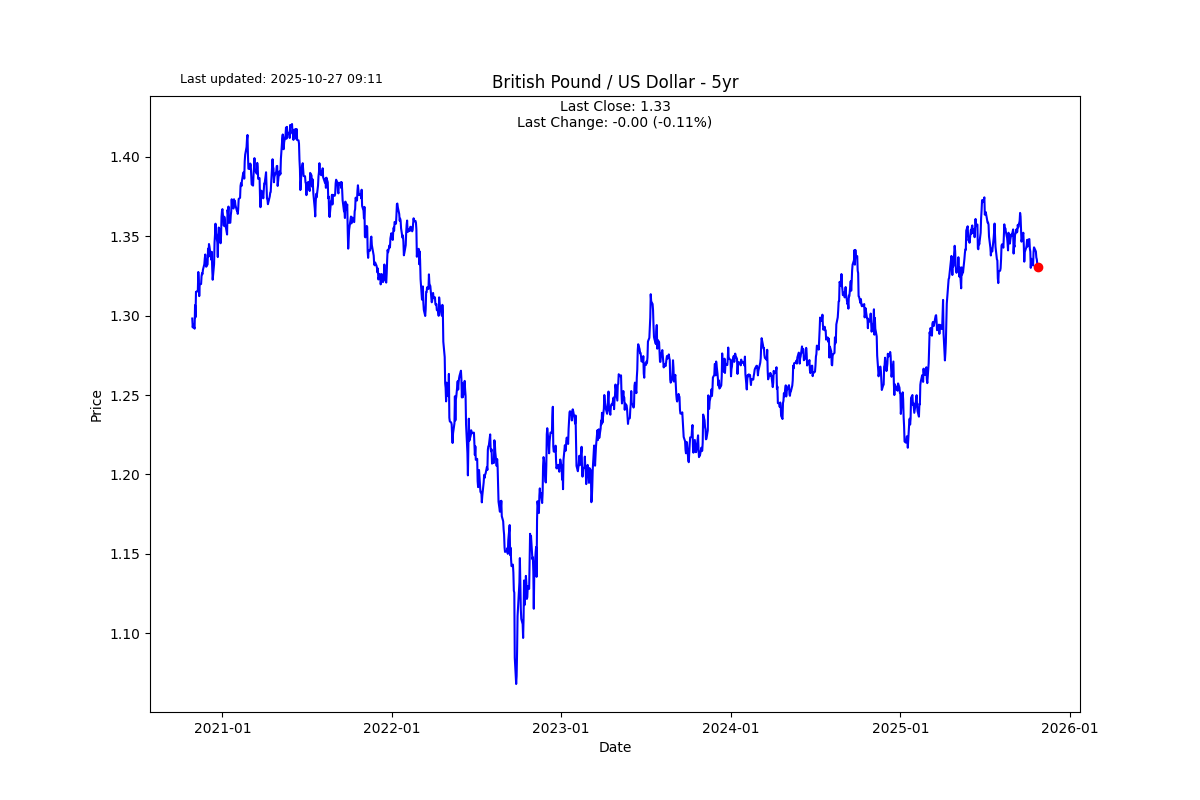 Last updated: 2025-10-27 09:11
British Pound / US Dollar - 5yr
Last Close: 1.33
Last Change: -0.00 (-0.11%)
1.40
1.35
1.30
1.25
1.20
1.15
1.10
Price
2021-01
2022-01
2023-01
2024-01
2025-01
2026-01
Date